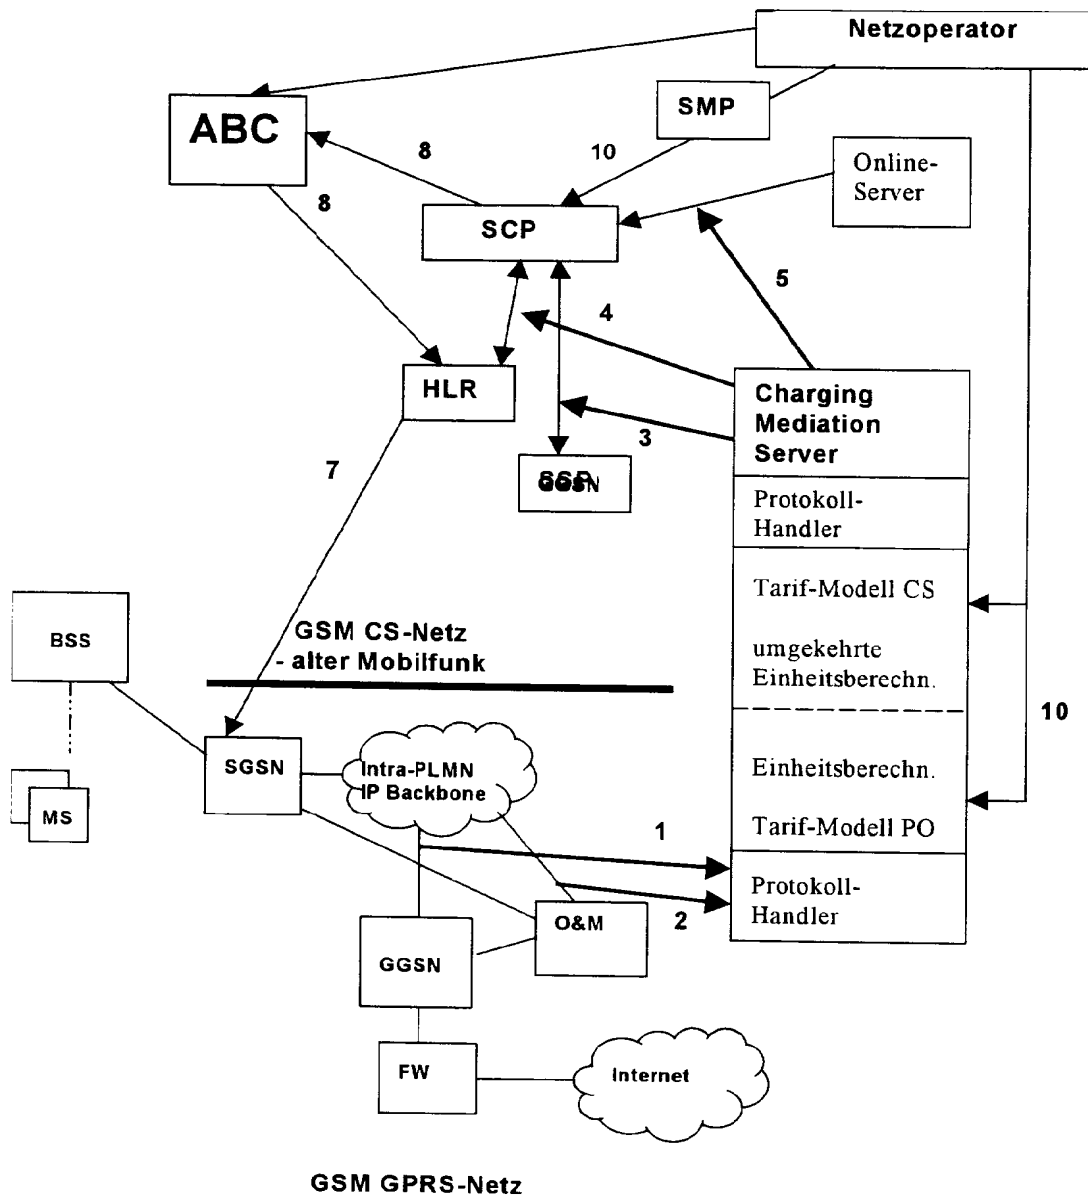 Netzoperator
ABC
SMP
8
10
Online-
Server
8
SCP
5
4
HLR
Charging
Mediation
Server
3
7
Protokoll-
Handler
Tarif-Modell CS
BSS
GSM CS-Netz
- alter Mobilfunk
umgekehrte
Einheitsberechn.
10
SGSN
Intra-PLMN
IP Backbone
Einheitsberechn.
MS
1
Tarif-Modell PO
Protokoll-
Handler
2
O&M
GGSN
FW
Internet
GSM GPRS-Netz